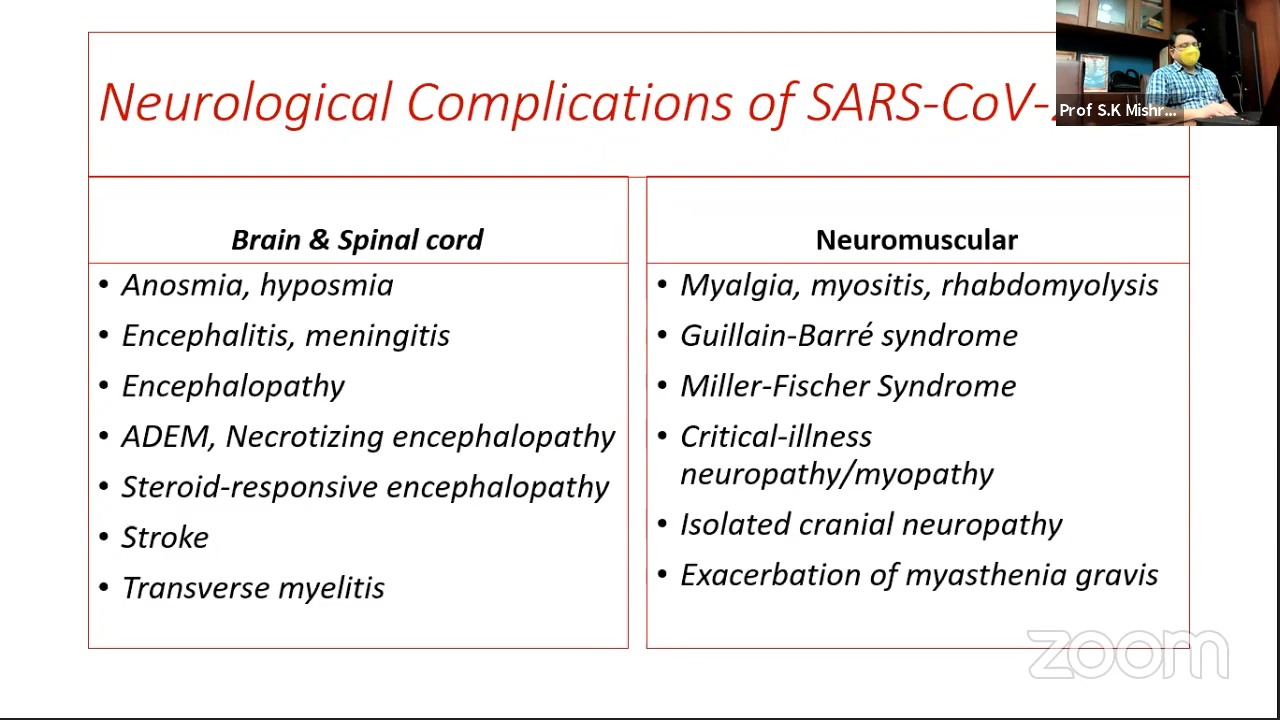 Neurological Complications of SARS-CoV-
Prof S.K Mishr...
Brain & Spinal cord
• Anosmia, hyposmia
• Encephalitis, meningitis
• Encephalopathy
• ADEM, Necrotizing encephalopathy
• Steroid-responsive encephalopathy
• Stroke
• Transverse myelitis
Neuromuscular
• Myalgia, myositis, rhabdomyolysis
• Guillain-Barré syndrome
• Miller-Fischer Syndrome
• Critical-illness
neuropathy/myopathy
• Isolated cranial neuropathy
• Exacerbation of myasthenia gravis
zoom